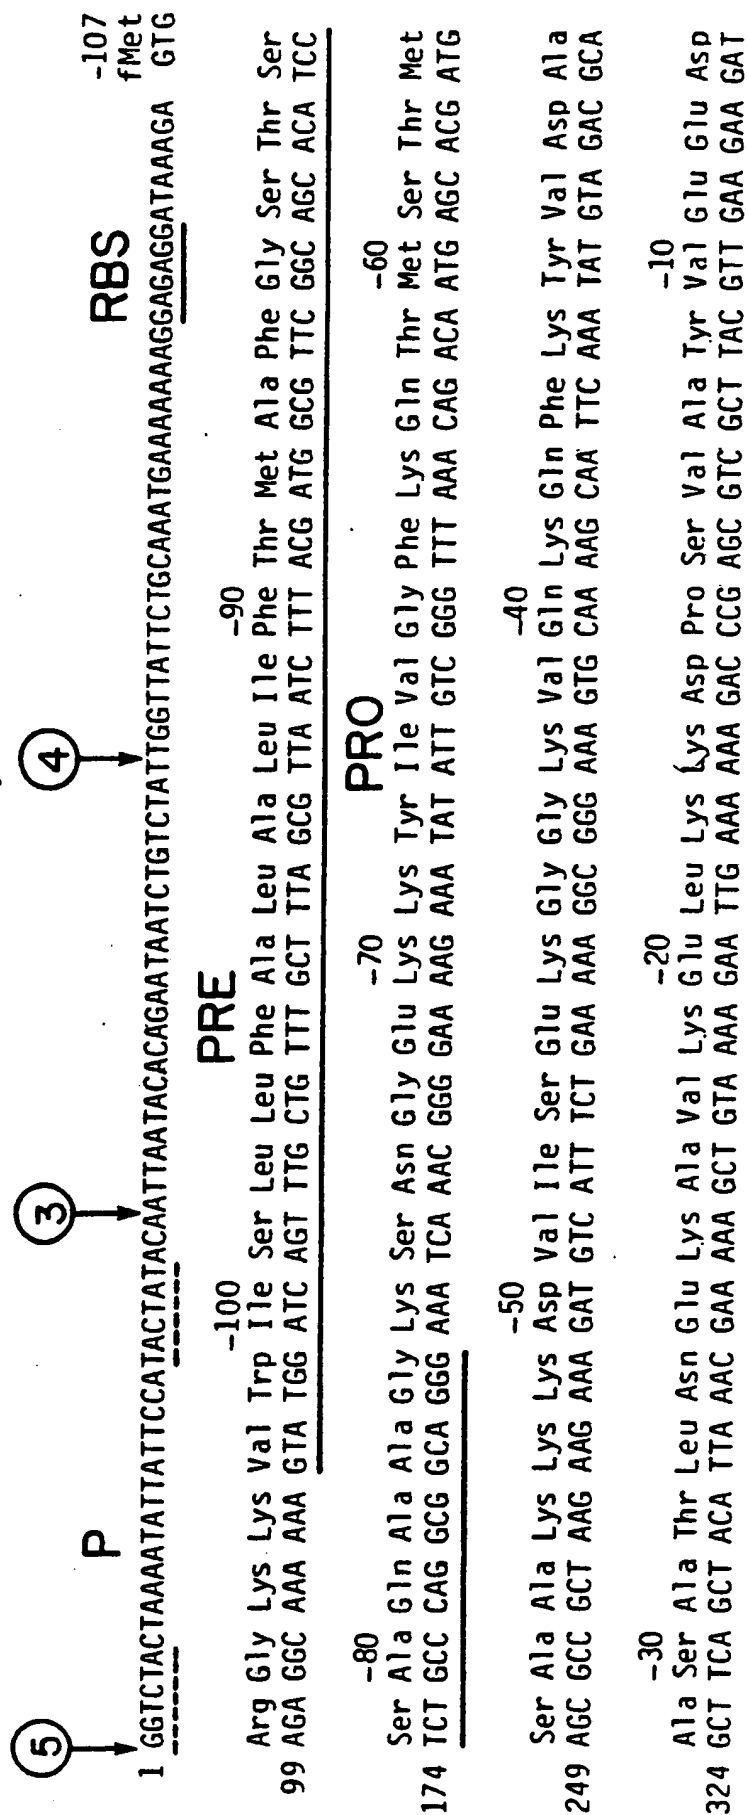 5 3 4
P RBS -107
fMet
1 GGTCTACTAAAATATTATTCCATACTATACAATTAATACACAGAATAATCTGTCTATTGGTTATTCTGCAAATGAAAAAAAGGAGAGGATAAAGA GTG
PRE
-100 -90
Arg Gly Lys Lys Val Trp Ile Ser Leu Leu Phe Ala Leu Ala Leu Ile Phe Thr Met Ala Phe Gly Ser Thr Ser
99 AGA GGC AAA AAA GTA TGG ATC AGT TTG CTG TTT GCT TTA GCG TTA ATC TTT ACG ATG GCG TTC GGC AGC ACA TCC
PRO
-80 -70 -60
Ser Ala Gln Ala Ala Gly Lys Ser Asn Gly Glu Lys Lys Tyr Ile Val Gly Phe Lys Gln Thr Met Ser Thr Met
174 TCT GCC CAG GCG GCA GGG AAA TCA AAC GGG GAA AAG AAA TAT ATT GTC GGG TTT AAA CAG ACA ATG AGC ACG ATG
-50 -40
Ser Ala Ala Lys Lys Lys Asp Val Ile Ser Glu Lys Gly Gly Lys Val Gln Lys Gln Phe Lys Tyr Val Asp Ala
249 AGC GCC GCT AAG AAG AAA GAT GTC ATT TCT GAA AAA GGC GGG AAA GTG CAA AAG CAA TTC AAA TAT GTA GAC GCA
-30 -20 -10
Ala Ser Ala Thr Leu Asn Glu Lys Ala Val Lys Glu Leu Lys Lys Asp Pro Ser Val Ala Tyr Val Glu Glu Asp
324 GCT TCA GCT ACA TTA AAC GAA AAA GCT GTA AAA GAA TTG AAA AAA GAC CCG AGC GTC GCT TAC GTT GAA GAA GAT